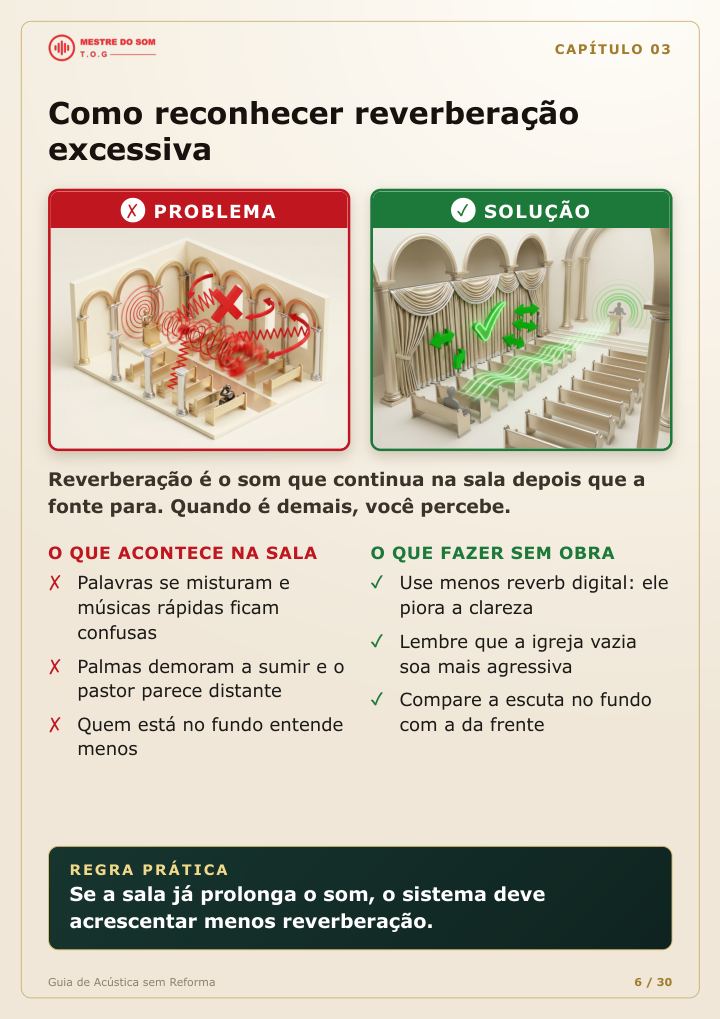 MESTRE DO SOM
T.O.G
CAPÍTULO 03
Como reconhecer reverberação
excessiva
✗ PROBLEMA
✓ SOLUÇÃO
Reverberação é o som que continua na sala depois que a
fonte para. Quando é demais, você percebe.
O QUE ACONTECE NA SALA
✗ Palavras se misturam e
músicas rápidas ficam
confusas
✗ Palmas demoram a sumir e o
pastor parece distante
✗ Quem está no fundo entende
menos
O QUE FAZER SEM OBRA
✓ Use menos reverb digital: ele
piora a clareza
✓ Lembre que a igreja vazia
soa mais agressiva
✓ Compare a escuta no fundo
com a da frente
REGRA PRÁTICA
Se a sala já prolonga o som, o sistema deve
acrescentar menos reverberação.
Guia de Acústica sem Reforma
6 / 30